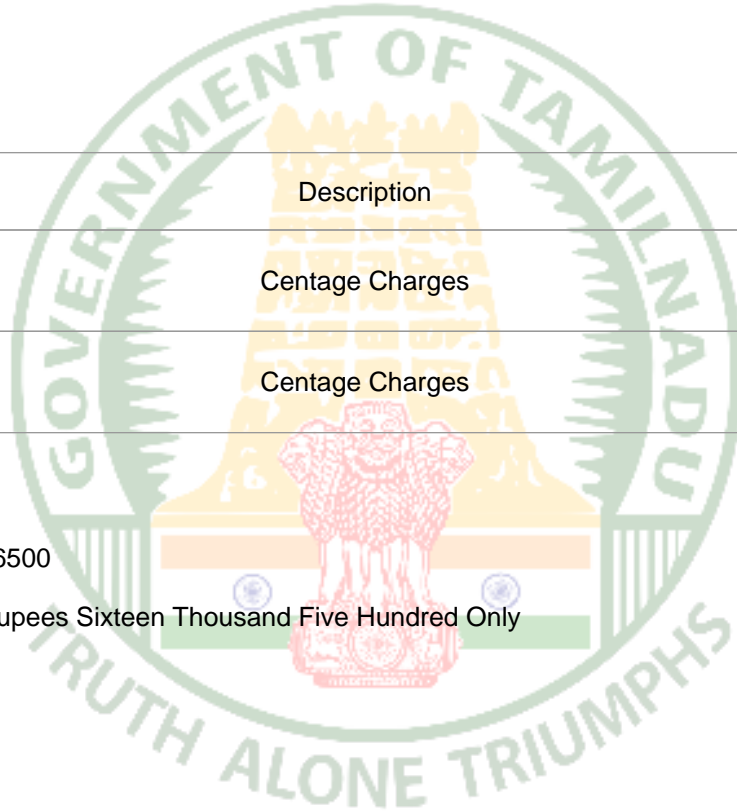 GOVERNMENT OF TAMILNADU
Description
Centage Charges
Centage Charges
6500
upees Sixteen Thousand Five Hundred Only
TRUTH ALONE TRIUMPHS